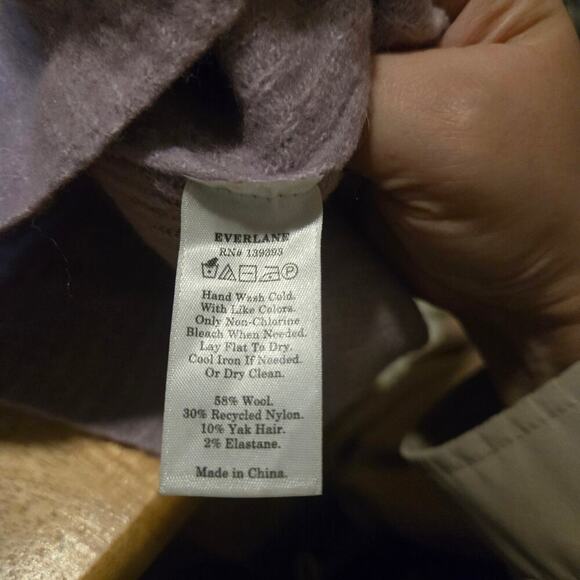 EVERLANE
RN# 139393
P
Hand Wash Cold.
With Like Colors.
Only Non-Chlorine
Bleach When Needed.
Lay Flat To Dry.
Cool Iron If Needed.
Or Dry Clean.
58% Wool.
30% Recycled Nylon.
10% Yak Hair.
2% Elastane.
Made in China.